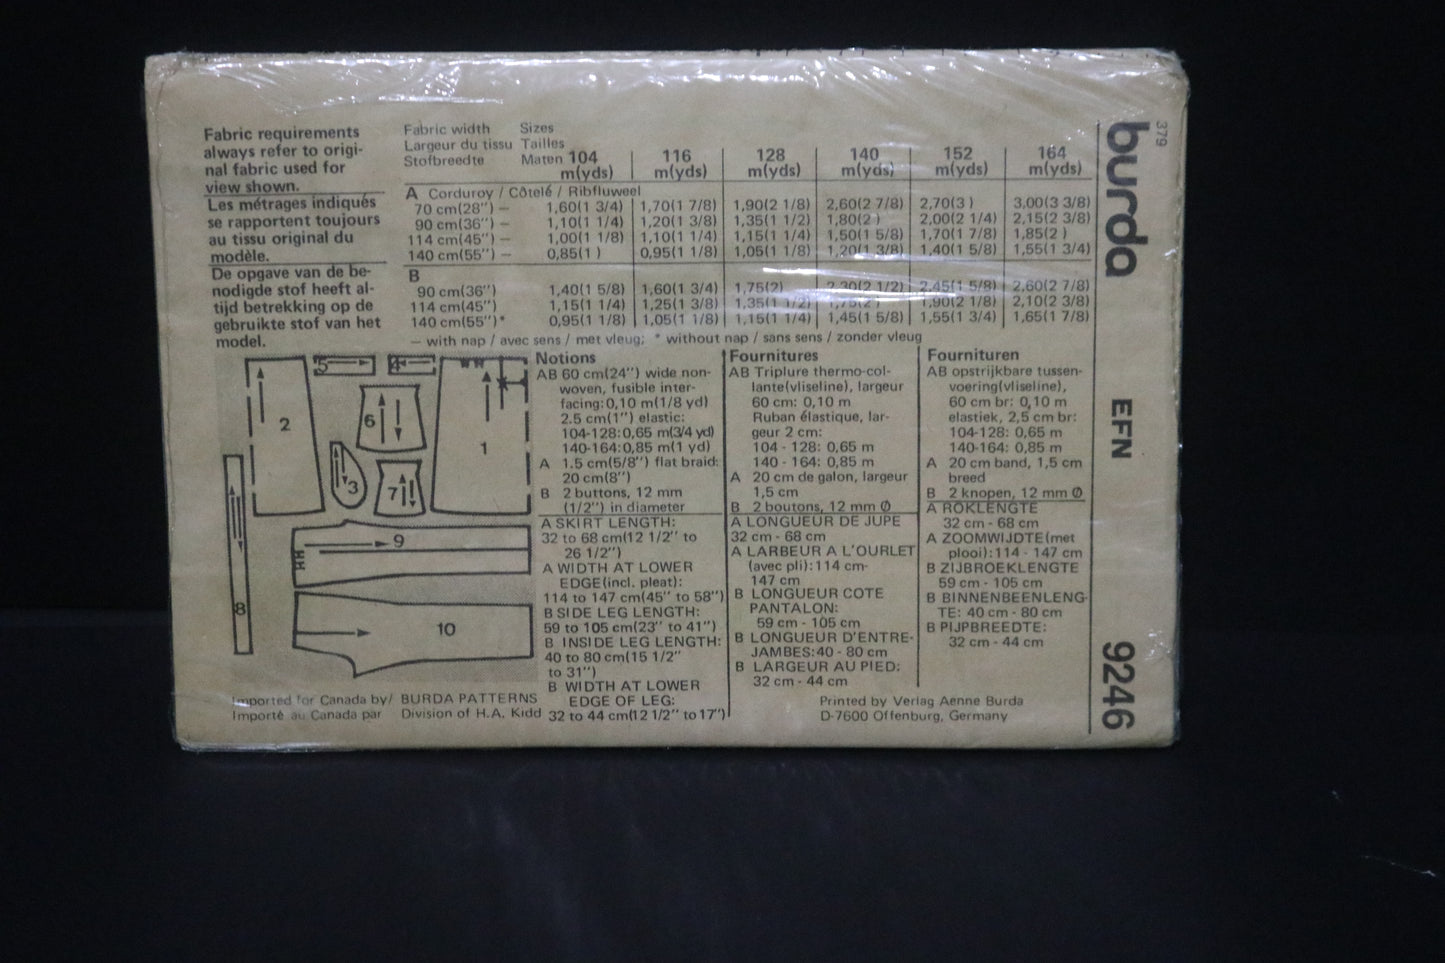 Fabric requirements
always refer to origi-
nal fabric used for
view shown.
Les métrages indiqués
se rapportent toujours
au tissu original du
modèle.
De opgave van de be-
nodigde stof heeft al-
tijd betrekking op de
gebruikte stof van het
model.
Fabric width Sizes
Largeur du tissu Tailles
Stofbreedte Maten 104 116 128 140 152 164
m(yds) m(yds) m(yds) m(yds) m(yds) m(yds)
A Corduroy / Côtelé / Ribfluweel
70 cm(28'') – 1,60(1 3/4) 1,70(1 7/8) 1,90(2 1/8) 2,60(2 7/8) 2,70(3 ) 3,00(3 3/8)
90 cm(36'') – 1,10(1 1/4) 1,20(1 3/8) 1,35(1 1/2) 1,80(2 ) 2,00(2 1/4) 2,15(2 3/8)
114 cm(45'') – 1,00(1 1/8) 1,10(1 1/4) 1,15(1 1/4) 1,50(1 5/8) 1,70(1 7/8) 1,85(2 )
140 cm(55'') – 0,85(1 ) 0,95(1 1/8) 1,05(1 1/8) 1,20(1 3/8) 1,40(1 5/8) 1,55(1 3/4)
B
90 cm(36'') 1,40(1 5/8) 1,60(1 3/4) 1,75(2) 2,30(2 1/2) 2,45(1 5/8) 2,60(2 7/8)
114 cm(45'') 1,15(1 1/4) 1,25(1 3/8) 1,35(1 1/2) 1,75(2 ) 1,90(2 1/8) 2,10(2 3/8)
140 cm(55'')* 0,95(1 1/8) 1,05(1 1/8) 1,15(1 1/4) 1,45(1 5/8) 1,55(1 3/4) 1,65(1 7/8)
– with nap / avec sens / met vleug; * without nap / sans sens / zonder vleug
5
4
2
6
1
3
7
9
8
10
Notions
AB 60 cm(24'') wide non-
woven, fusible inter-
facing: 0,10 m(1/8 yd)
2.5 cm(1'') elastic:
104-128: 0,65 m(3/4 yd)
140-164: 0,85 m(1 yd)
A 1.5 cm(5/8'') flat braid:
20 cm(8'')
B 2 buttons, 12 mm
(1/2'') in diameter
A SKIRT LENGTH:
32 to 68 cm(12 1/2'' to
26 1/2'')
A WIDTH AT LOWER
EDGE(incl. pleat):
114 to 147 cm(45'' to 58'')
B SIDE LEG LENGTH:
59 to 105 cm(23'' to 41'')
B INSIDE LEG LENGTH:
40 to 80 cm(15 1/2''
to 31'')
B WIDTH AT LOWER
EDGE OF LEG:
32 to 44 cm(12 1/2'' to 17'')
Fournitures
AB Triplure thermo-col-
lante(vliseline), largeur
60 cm: 0,10 m
Ruban élastique, lar-
geur 2 cm:
104 - 128: 0,65 m
140 - 164: 0,85 m
A 20 cm de galon, largeur
1,5 cm
B 2 boutons, 12 mm Ø
A LONGUEUR DE JUPE
32 cm - 68 cm
A LARBEUR A L'OURLET
(avec pli): 114 cm-
147 cm
B LONGUEUR COTE
PANTALON:
59 cm - 105 cm
B LONGUEUR D'ENTRE-
JAMBES: 40 - 80 cm
B LARGEUR AU PIED:
32 cm - 44 cm
Fournituren
AB opstrijkbare tussen-
voering(vliseline),
60 cm br: 0,10 m
elastiek, 2,5 cm br:
104-128: 0,65 m
140-164: 0,85 m
A 20 cm band, 1,5 cm
breed
B 2 knopen, 12 mm Ø
A ROKLENGTE
32 cm - 68 cm
A ZOOMWIJDTE(met
plooi): 114 - 147 cm
B ZIJBROEKLENGTE
59 cm - 105 cm
B BINNENBEENLENG-
TE: 40 cm - 80 cm
B PIJPBREEDTE:
32 cm - 44 cm
Imported for Canada by/ BURDA PATTERNS
Importé au Canada par Division of H.A. Kidd
Printed by Verlag Aenne Burda
D-7600 Offenburg, Germany
379
burda
EFN
9246